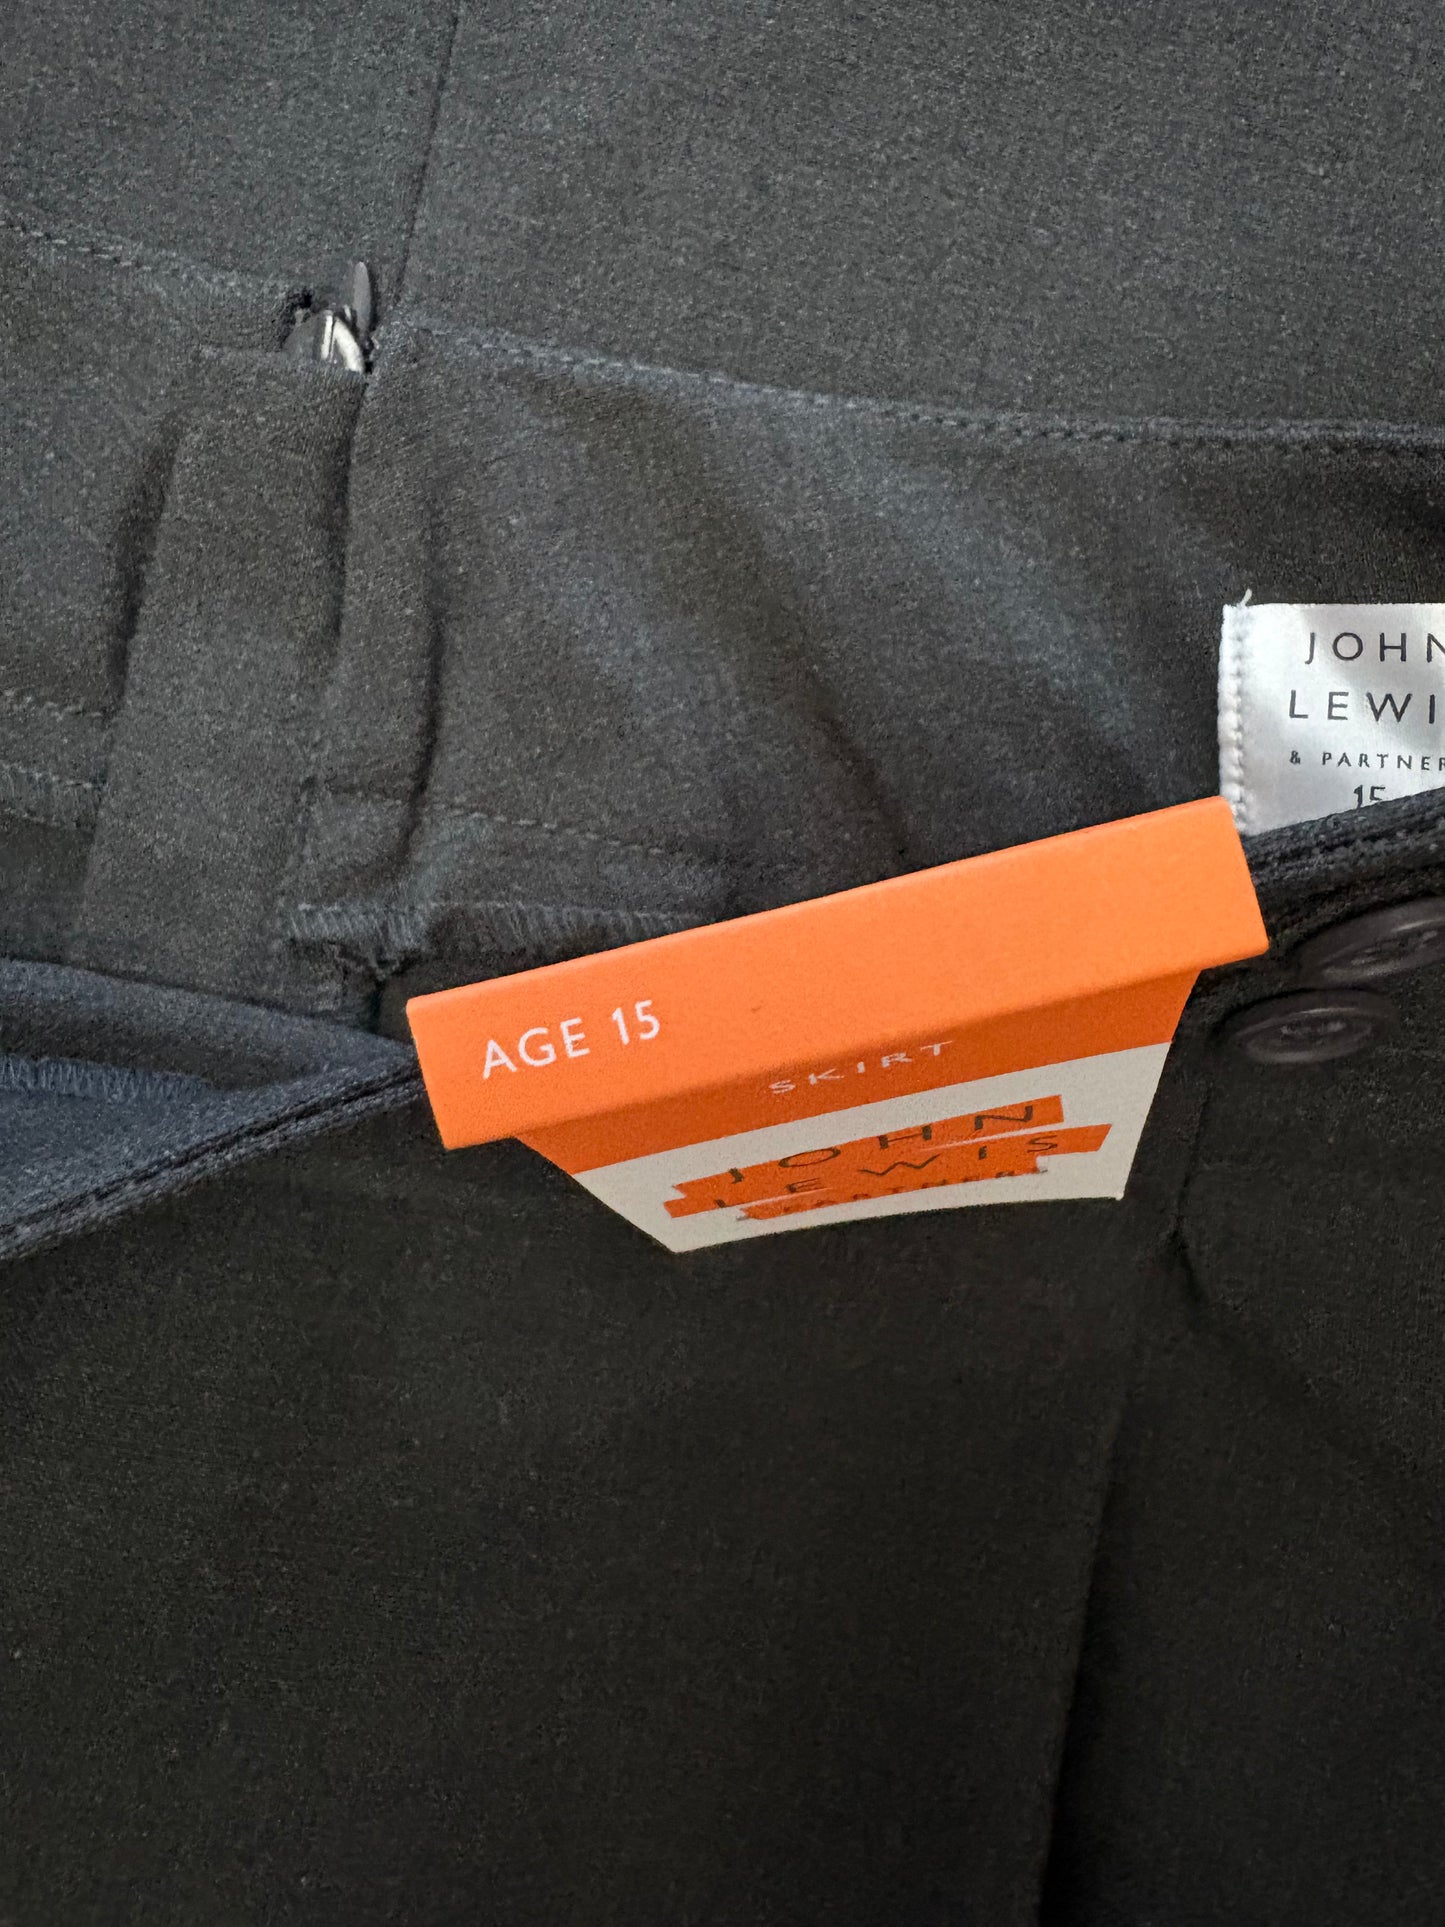 JOHN
LEWI
& PARTNER
15
AGE 15
SKIRT
JOHN
LEWIS